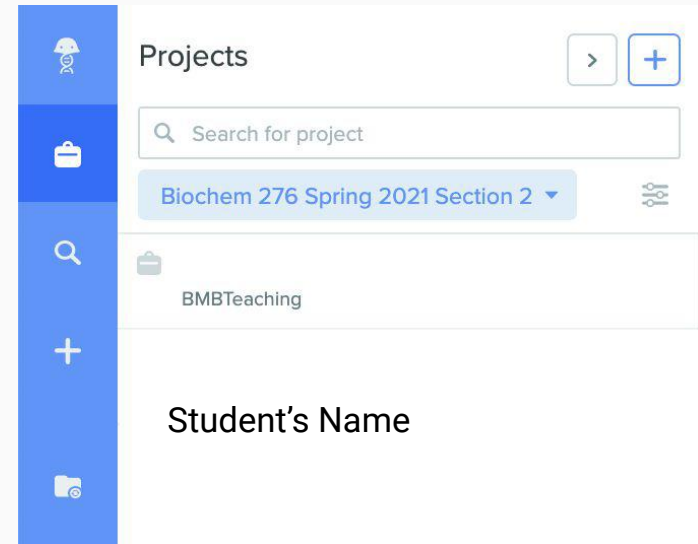 Projects
Search for project
Biochem 276 Spring 2021 Section 2
BMBTeaching
Student’s Name